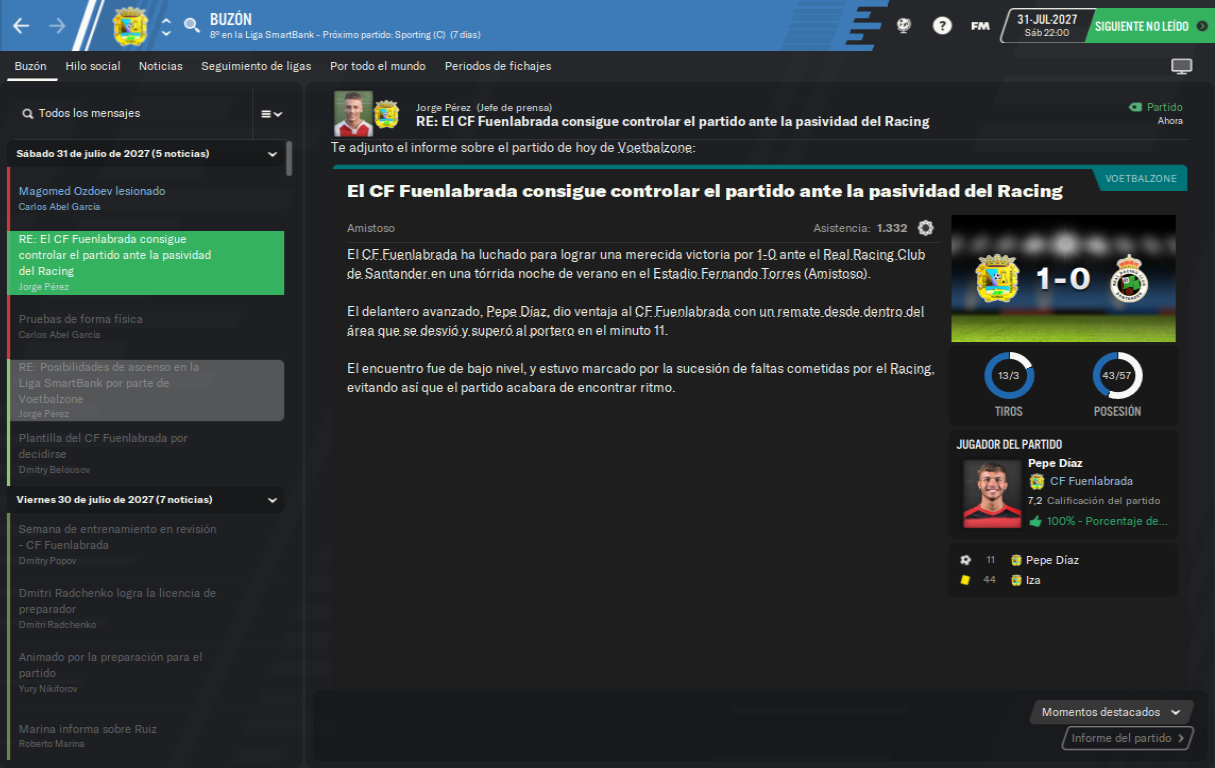 BUZÓN
8º en la Liga SmartBank - Próximo partido: Sporting (C) (7 días)
FM
31-JUL-2027
Sáb 22:00
SIGUIENTE NO LEÍDO
Buzón
Hilo social
Noticias
Seguimiento de ligas
Por todo el mundo
Periodos de fichajes
Todos los mensajes
Sábado 31 de julio de 2027 (5 noticias)
Magomed Ozdoev lesionado
Carlos Abel García
RE: El CF Fuenlabrada consigue
controlar el partido ante la pasividad
del Racing
Jorge Pérez
Pruebas de forma física
Carlos Abel García
RE: Posibilidades de ascenso en la
Liga SmartBank por parte de
Voetbalzone
Jorge Pérez
Plantilla del CF Fuenlabrada por
decidirse
Dmitry Belousov
Viernes 30 de julio de 2027 (7 noticias)
Semana de entrenamiento en revisión
- CF Fuenlabrada
Dmitry Popov
Dmitri Radchenko logra la licencia de
preparador
Dmitri Radchenko
Animado por la preparación para el
partido
Yury Nikiforov
Marina informa sobre Ruiz
Roberto Marina
Jorge Pérez (Jefe de prensa)
RE: El CF Fuenlabrada consigue controlar el partido ante la pasividad del Racing
Partido
Ahora
Te adjunto el informe sobre el partido de hoy de Voetbalzone:
VOETBALZONE
El CF Fuenlabrada consigue controlar el partido ante la pasividad del Racing
Amistoso
Asistencia: 1.332
El CF Fuenlabrada ha luchado para lograr una merecida victoria por 1-0 ante el Real Racing Club
de Santander en una tórrida noche de verano en el Estadio Fernando Torres (Amistoso).
El delantero avanzado, Pepe Díaz, dio ventaja al CF Fuenlabrada con un remate desde dentro del
área que se desvió y superó al portero en el minuto 11.
El encuentro fue de bajo nivel, y estuvo marcado por la sucesión de faltas cometidas por el Racing,
evitando así que el partido acabara de encontrar ritmo.
1-0
13/3
43/57
TIROS
POSESIÓN
JUGADOR DEL PARTIDO
Pepe Díaz
CF Fuenlabrada
7,2 Calificación del partido
100% - Porcentaje de...
11 Pepe Díaz
44 Iza
Momentos destacados
Informe del partido